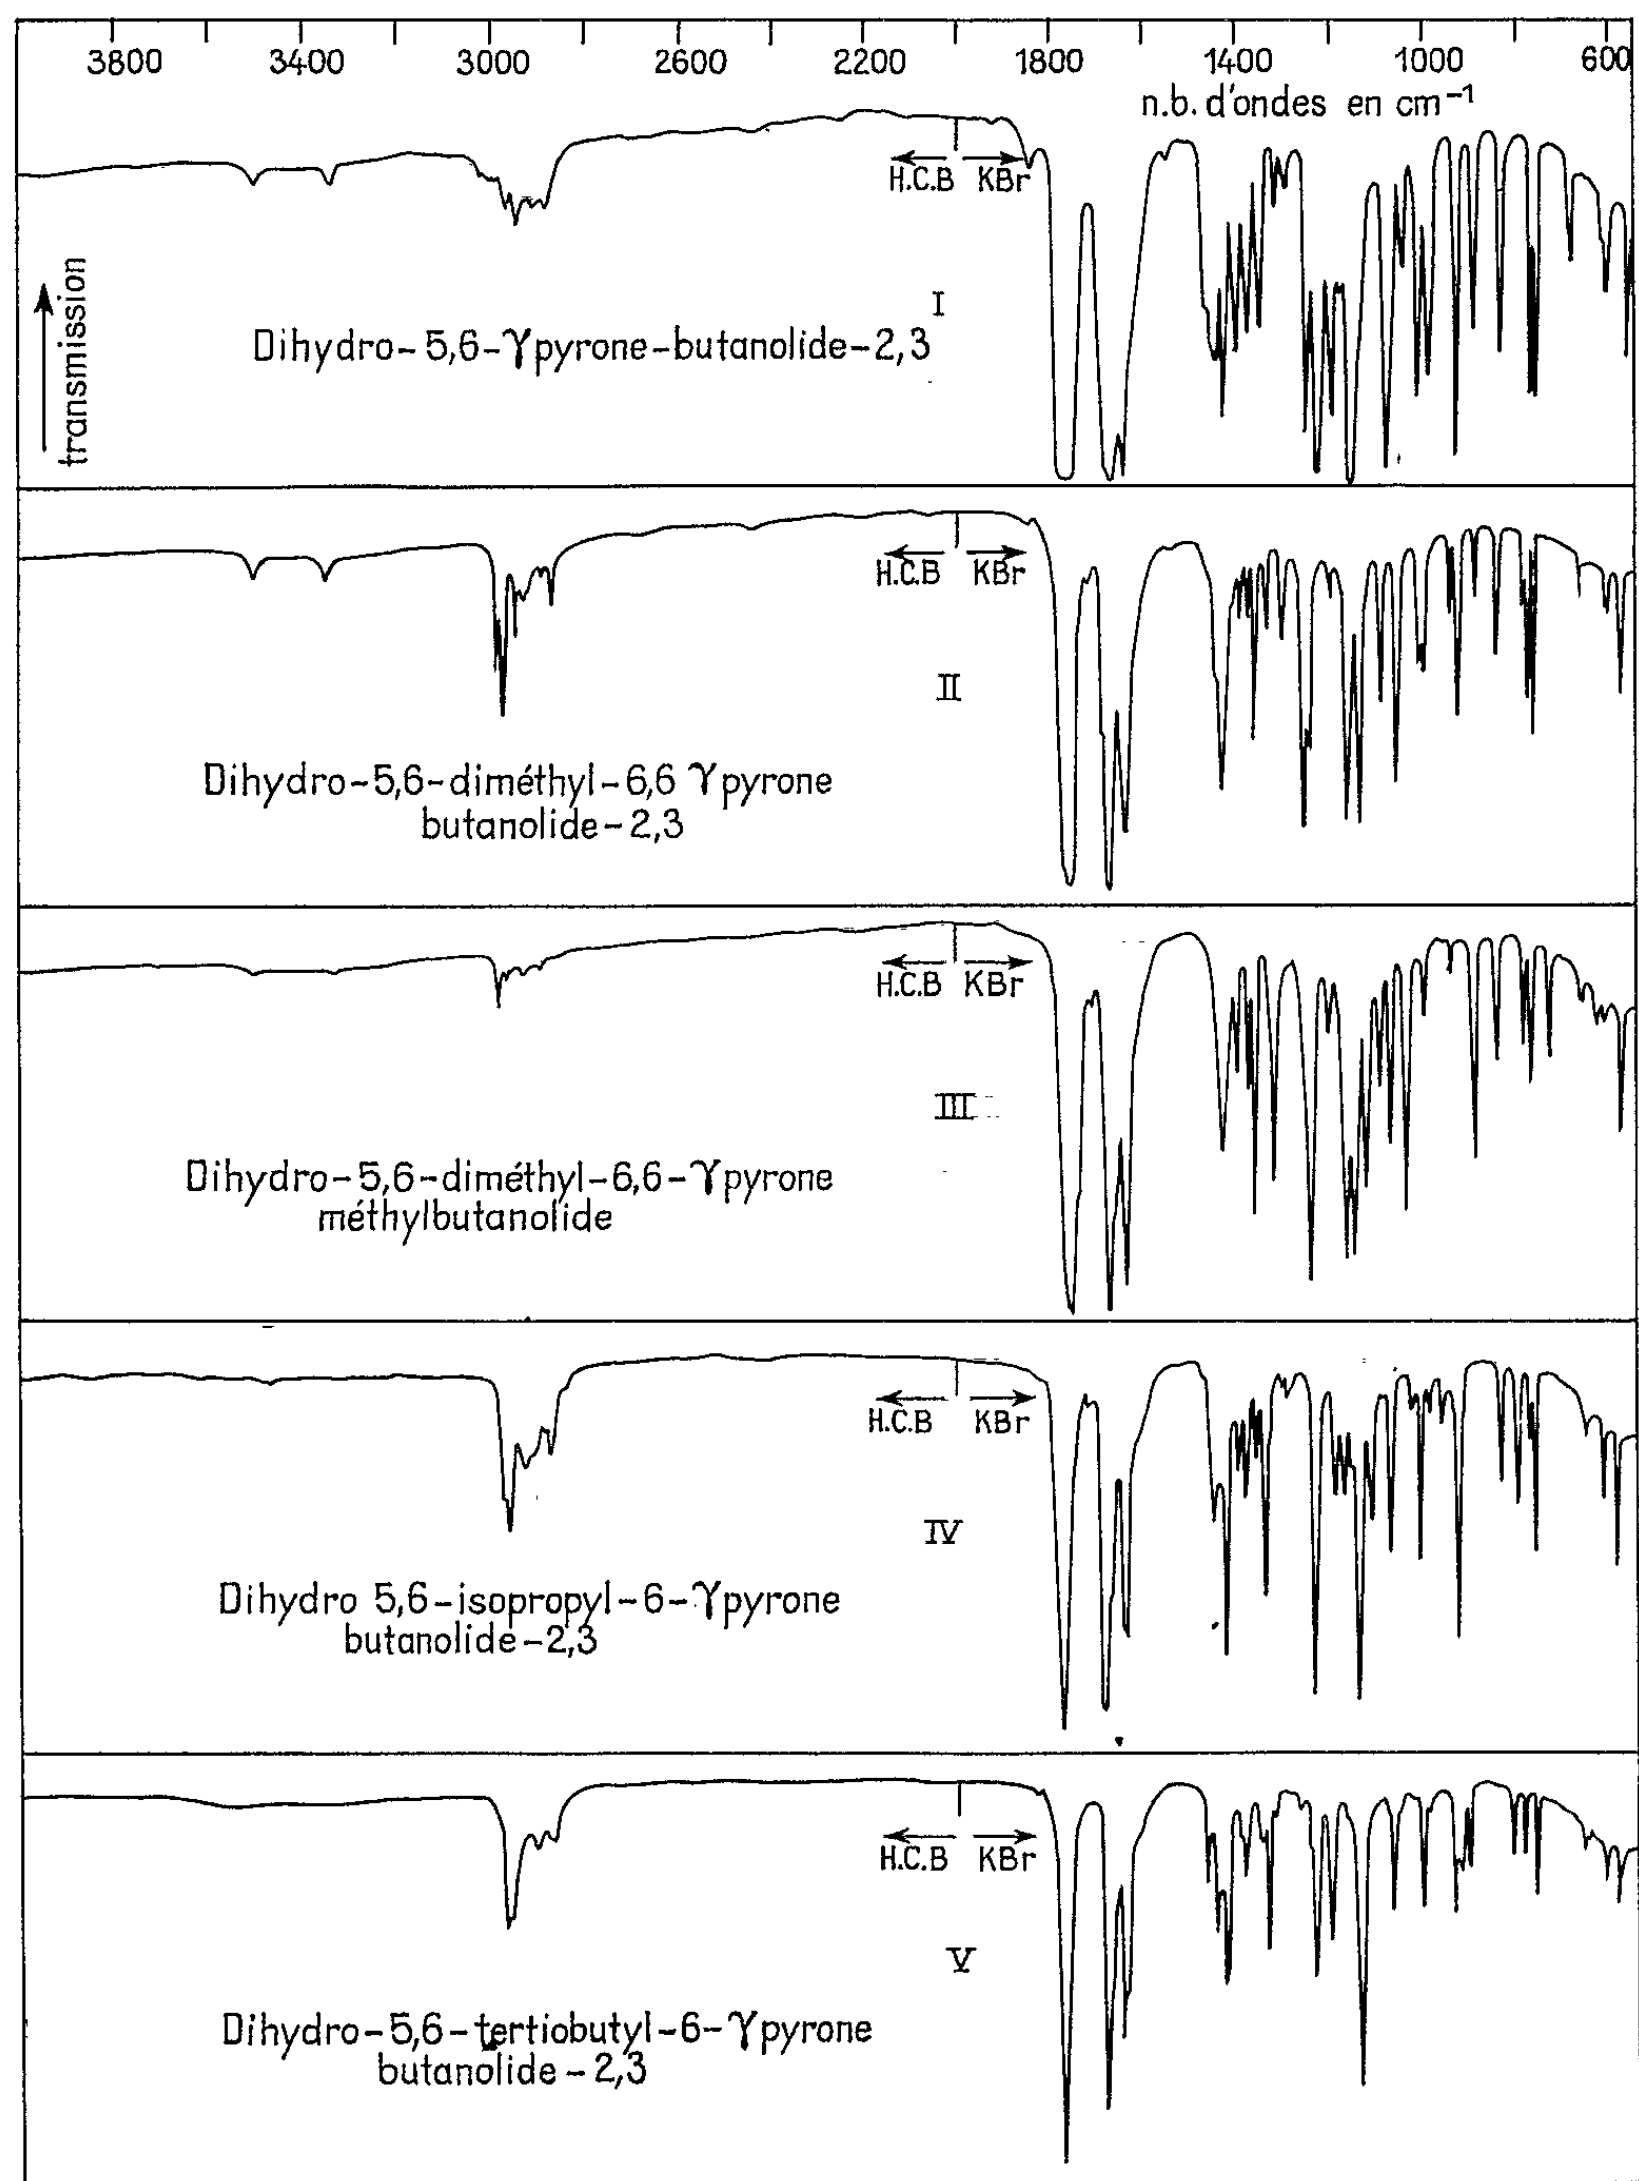 3800 3400 3000 2600 2200 1800 1400 1000 600
n.b. d'ondes en cm⁻¹
transmission
H.C.B KBr
I
Dihydro-5,6-γpyrone-butanolide-2,3
H.C.B KBr
II
Dihydro-5,6-diméthyl-6,6 γpyrone
butanolide-2,3
H.C.B KBr
III
Dihydro-5,6-diméthyl-6,6-γpyrone
méthylbutanolide
H.C.B KBr
IV
Dihydro 5,6-isopropyl-6-γpyrone
butanolide-2,3
H.C.B KBr
V
Dihydro-5,6-tertiobutyl-6-γpyrone
butanolide-2,3